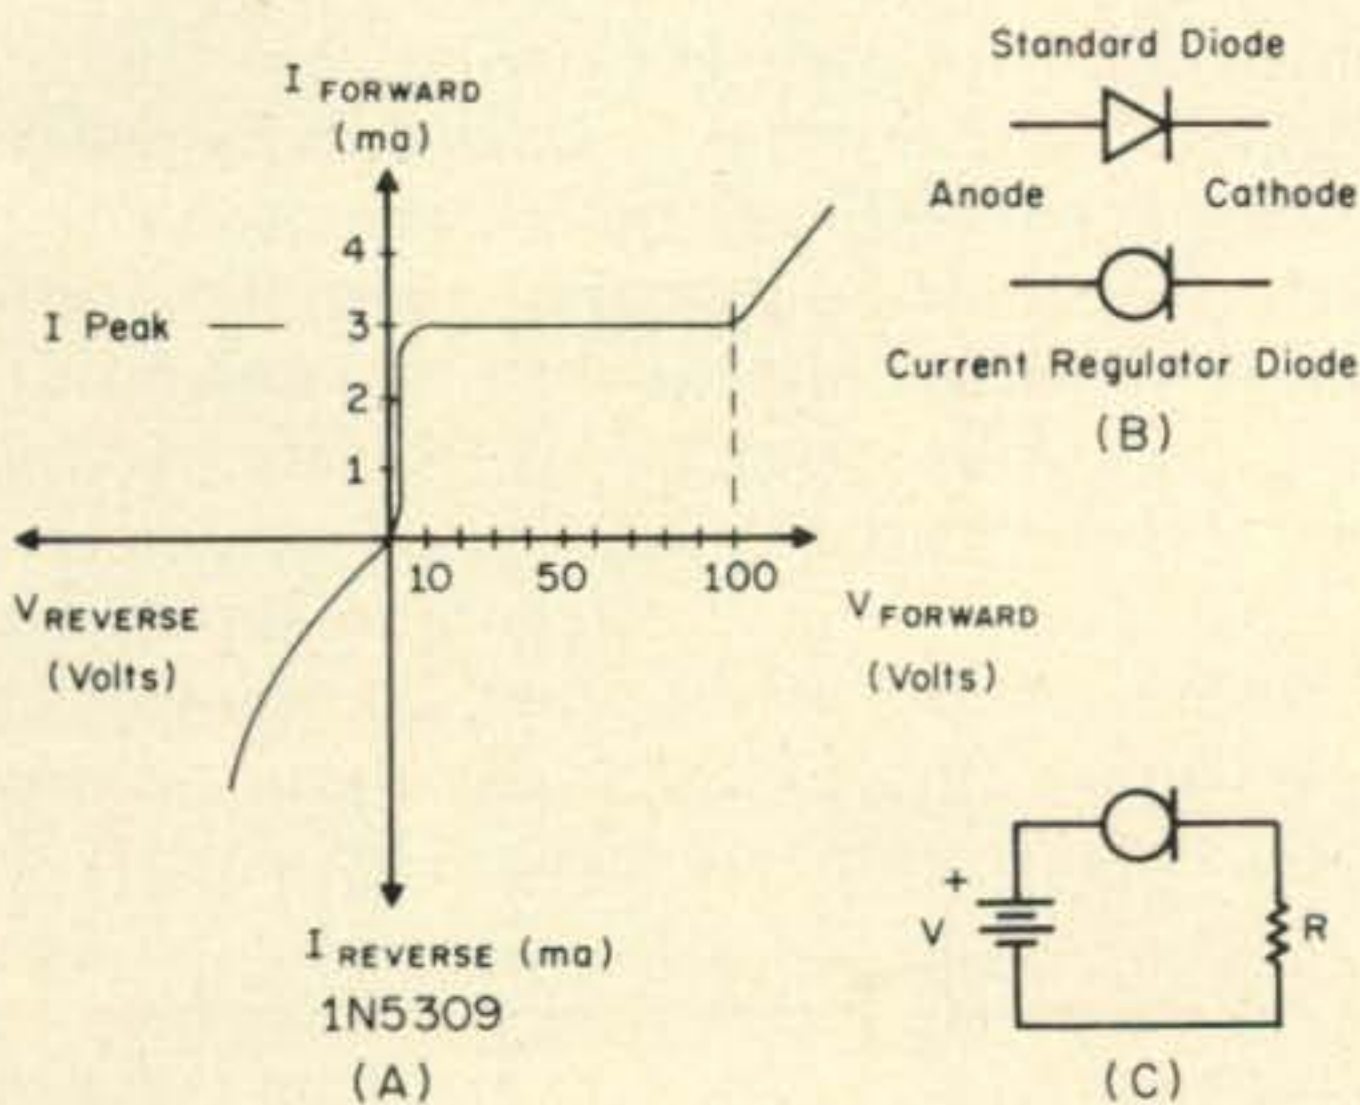 I FORWARD
(ma)
4
I Peak
3
2
1
10 50 100
V REVERSE
(Volts)
V FORWARD
(Volts)
I REVERSE (ma)
1N5309
(A)
Standard Diode
Anode Cathode
Current Regulator Diode
(B)
+
V
R
(C)